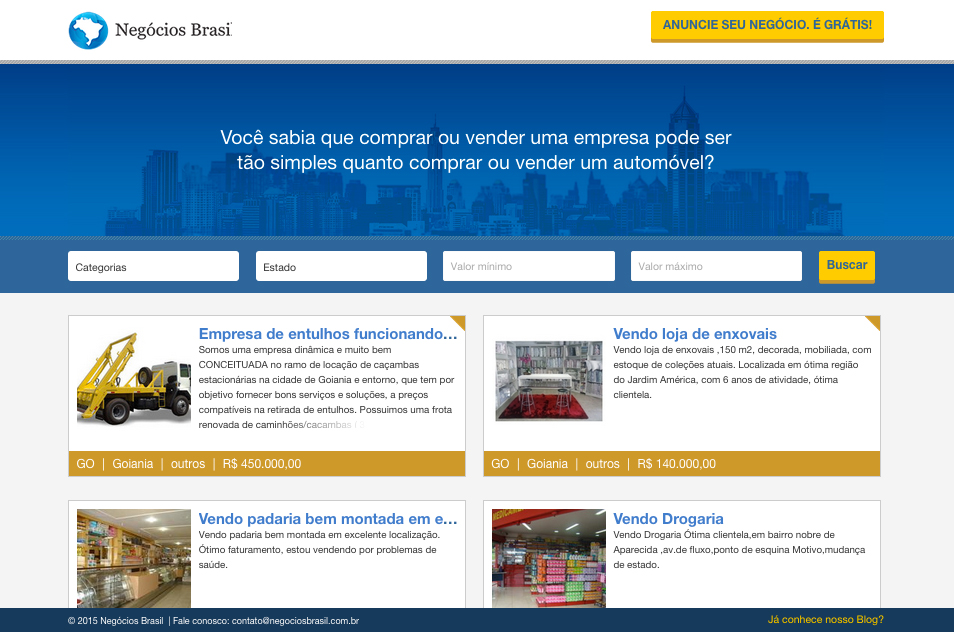 Negócios Brasil
ANUNCIE SEU NEGÓCIO. É GRÁTIS!
Você sabia que comprar ou vender uma empresa pode ser
tão simples quanto comprar ou vender um automóvel?
Categorias
Estado
Valor mínimo
Valor máximo
Buscar
Empresa de entulhos funcionando...
Somos uma empresa dinâmica e muito bem
CONCEITUADA no ramo de locação de caçambas
estacionárias na cidade de Goiania e entorno, que tem por
objetivo fornecer bons serviços e soluções, a preços
compatíveis na retirada de entulhos. Possuimos uma frota
renovada de caminhões/caçambas (
GO | Goiania | outros | R$ 450.000,00
Vendo loja de enxovais
Vendo loja de enxovais ,150 m2, decorada, mobiliada, com
estoque de coleções atuais. Localizada em ótima região
do Jardim América, com 6 anos de atividade, ótima
clientela.
GO | Goiania | outros | R$ 140.000,00
Vendo padaria bem montada em e...
Vendo padaria bem montada em excelente localização.
Ótimo faturamento, estou vendendo por problemas de
saúde.
Vendo Drogaria
Vendo Drogaria Ótima clientela,em bairro nobre de
Aparecida ,av.de fluxo,ponto de esquina Motivo,mudança
de estado.
© 2015 Negócios Brasil | Fale conosco: contato@negociosbrasil.com.br
Já conhece nosso Blog?